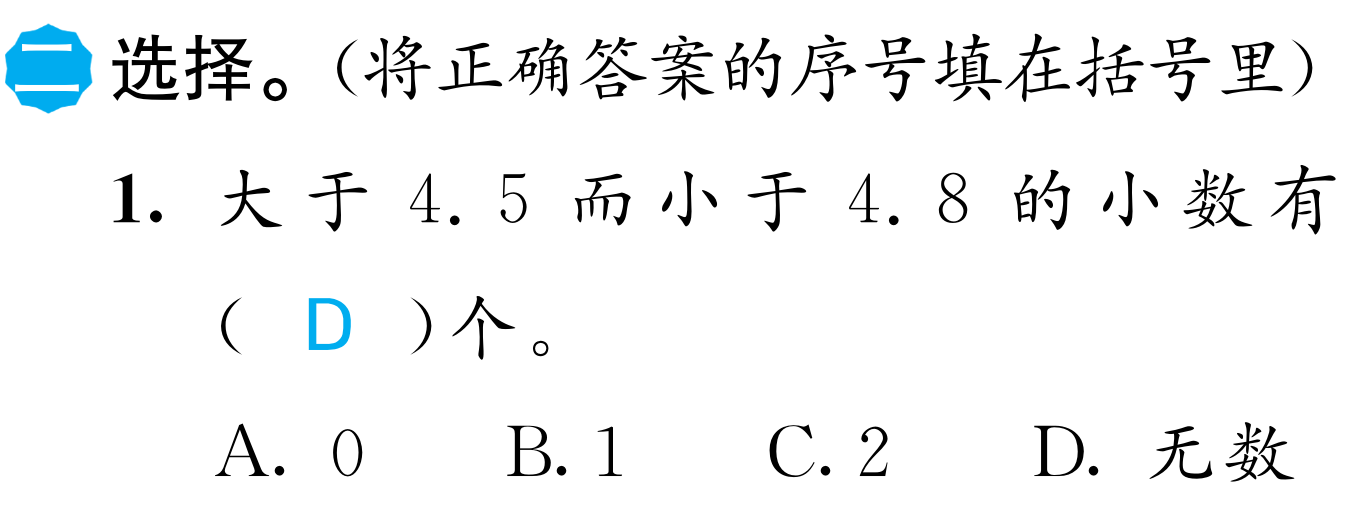 二 选择。(将正确答案的序号填在括号里)
1. 大于 4.5 而小于 4.8 的小数有
( D )个。
A. 0 B. 1 C. 2 D. 无数